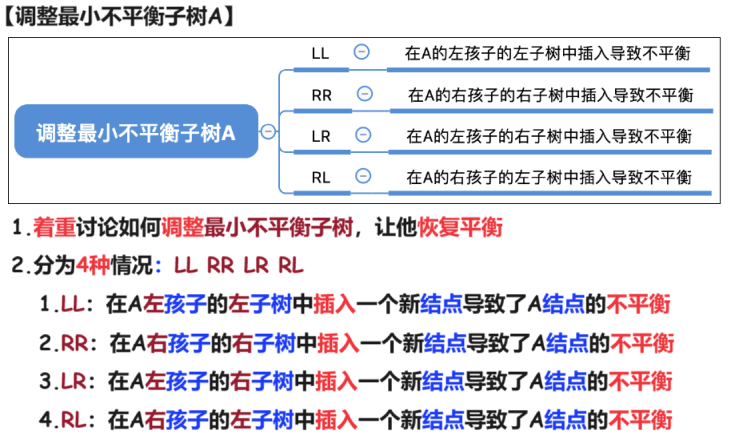 【调整最小不平衡子树A】
调整最小不平衡子树A
LL 在A的左孩子的左子树中插入导致不平衡
RR 在A的右孩子的右子树中插入导致不平衡
LR 在A的左孩子的右子树中插入导致不平衡
RL 在A的右孩子的左子树中插入导致不平衡
1.着重讨论如何调整最小不平衡子树，让他恢复平衡
2.分为4种情况：LL RR LR RL
1.LL：在A左孩子的左子树中插入一个新结点导致了A结点的不平衡
2.RR：在A右孩子的右子树中插入一个新结点导致了A结点的不平衡
3.LR：在A左孩子的右子树中插入一个新结点导致了A结点的不平衡
4.RL：在A右孩子的左子树中插入一个新结点导致了A结点的不平衡